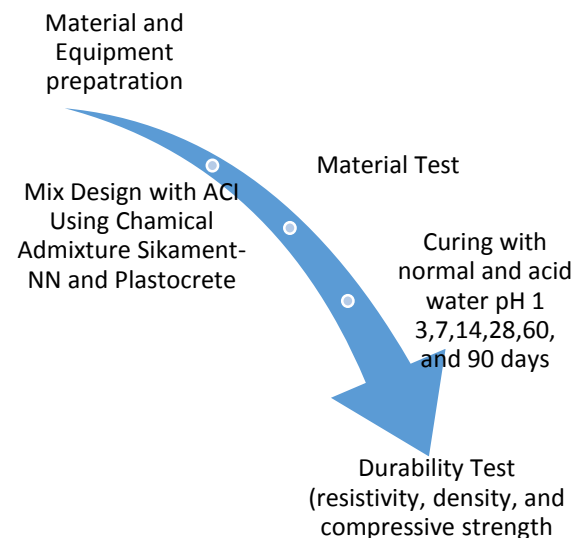 Material and
Equipment
prepatration
Material Test
Mix Design with ACI
Using Chamical
Admixture Sikament-
NN and Plastocrete
Curing with
normal and acid
water pH 1
3,7,14,28,60,
and 90 days
Durability Test
(resistivity, density, and
compressive strength